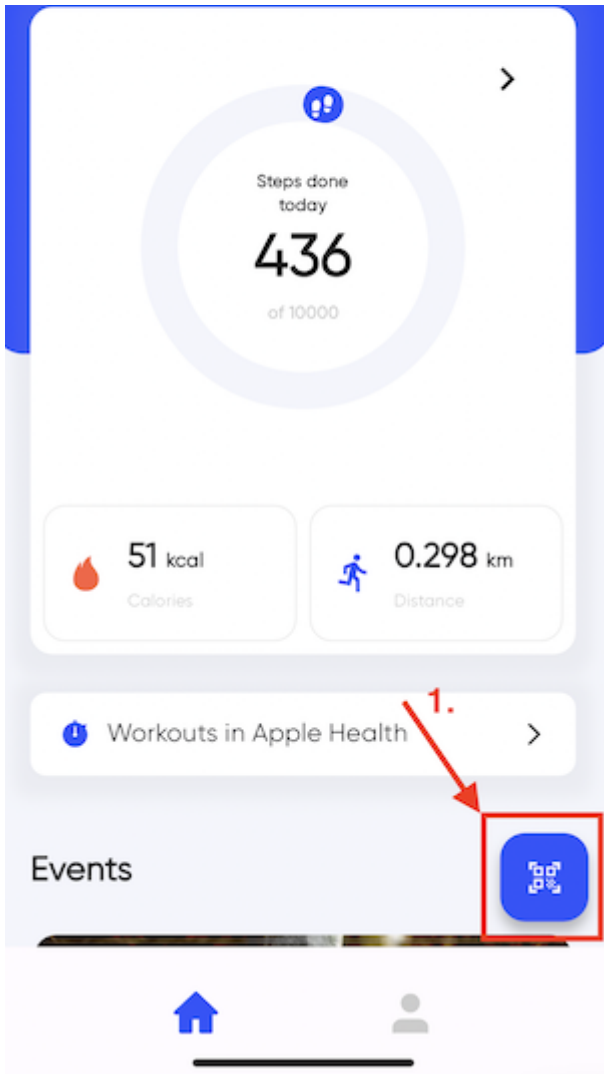 Steps done
today
436
of 10000
51 kcal
Calories
0.298 km
Distance
1.
Workouts in Apple Health
Events